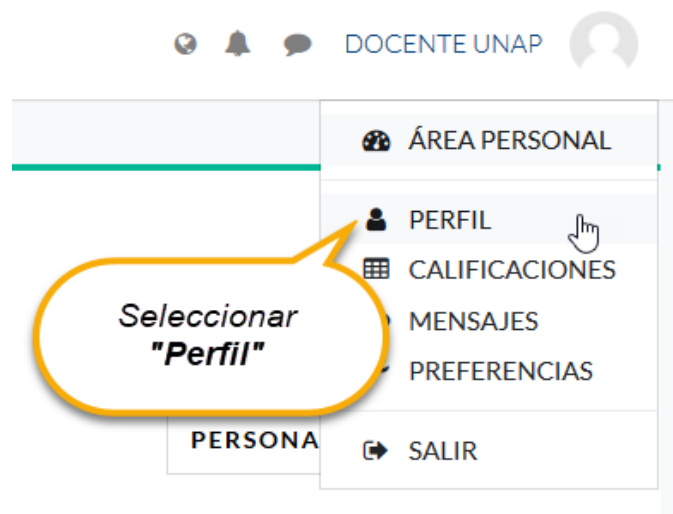 DOCENTE UNAP
ÁREA PERSONAL
PERFIL
CALIFICACIONES
MENSAJES
PREFERENCIAS
SALIR
Seleccionar
"Perfil"
PERSONA